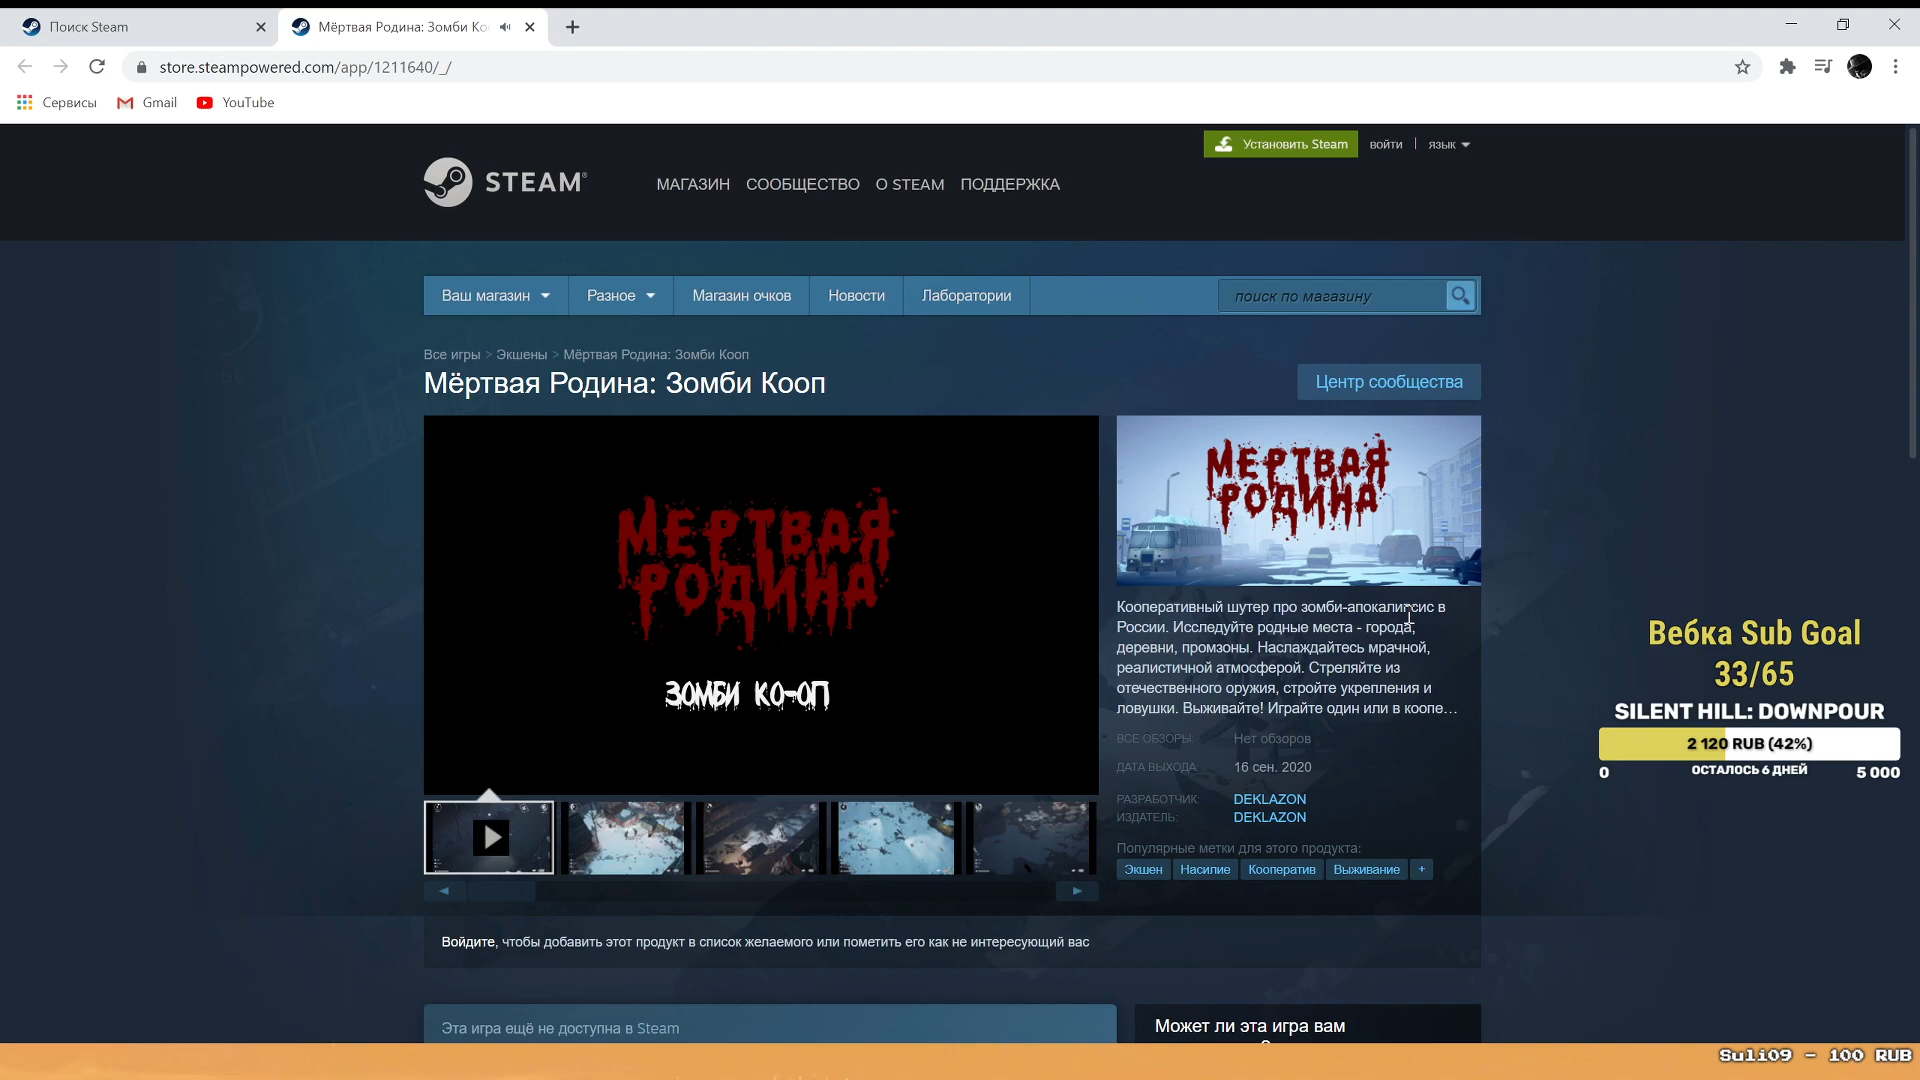 Поиск Steam
Мёртвая Родина: Зомби Ко
store.steampowered.com/app/1211640/_/
Сервисы Gmail YouTube
Установить Steam войти | язык
STEAM®
МАГАЗИН СООБЩЕСТВО О STEAM ПОДДЕРЖКА
Ваш магазин Разное Магазин очков Новости Лаборатории поиск по магазину
Все игры > Экшены > Мёртвая Родина: Зомби Кооп
Мёртвая Родина: Зомби Кооп
Центр сообщества
МЕРТВАЯ
РОДИНА
ЗОМБИ КО-ОП
МЕРТВАЯ
РОДИНА
Кооперативный шутер про зомби-апокалипсис в
России. Исследуйте родные места - города,
деревни, промзоны. Наслаждайтесь мрачной,
реалистичной атмосферой. Стреляйте из
отечественного оружия, стройте укрепления и
ловушки. Выживайте! Играйте один или в коопе...
ВСЕ ОБЗОРЫ: Нет обзоров
ДАТА ВЫХОДА: 16 сен. 2020
РАЗРАБОТЧИК: DEKLAZON
ИЗДАТЕЛЬ: DEKLAZON
Популярные метки для этого продукта:
Экшен Насилие Кооператив Выживание +
Войдите, чтобы добавить этот продукт в список желаемого или пометить его как не интересующий вас
Эта игра ещё не доступна в Steam
Может ли эта игра вам
Вебка Sub Goal
33/65
SILENT HILL: DOWNPOUR
2 120 RUB (42%)
0 ОСТАЛОСЬ 6 ДНЕЙ 5 000
Suli09 - 100 RUB